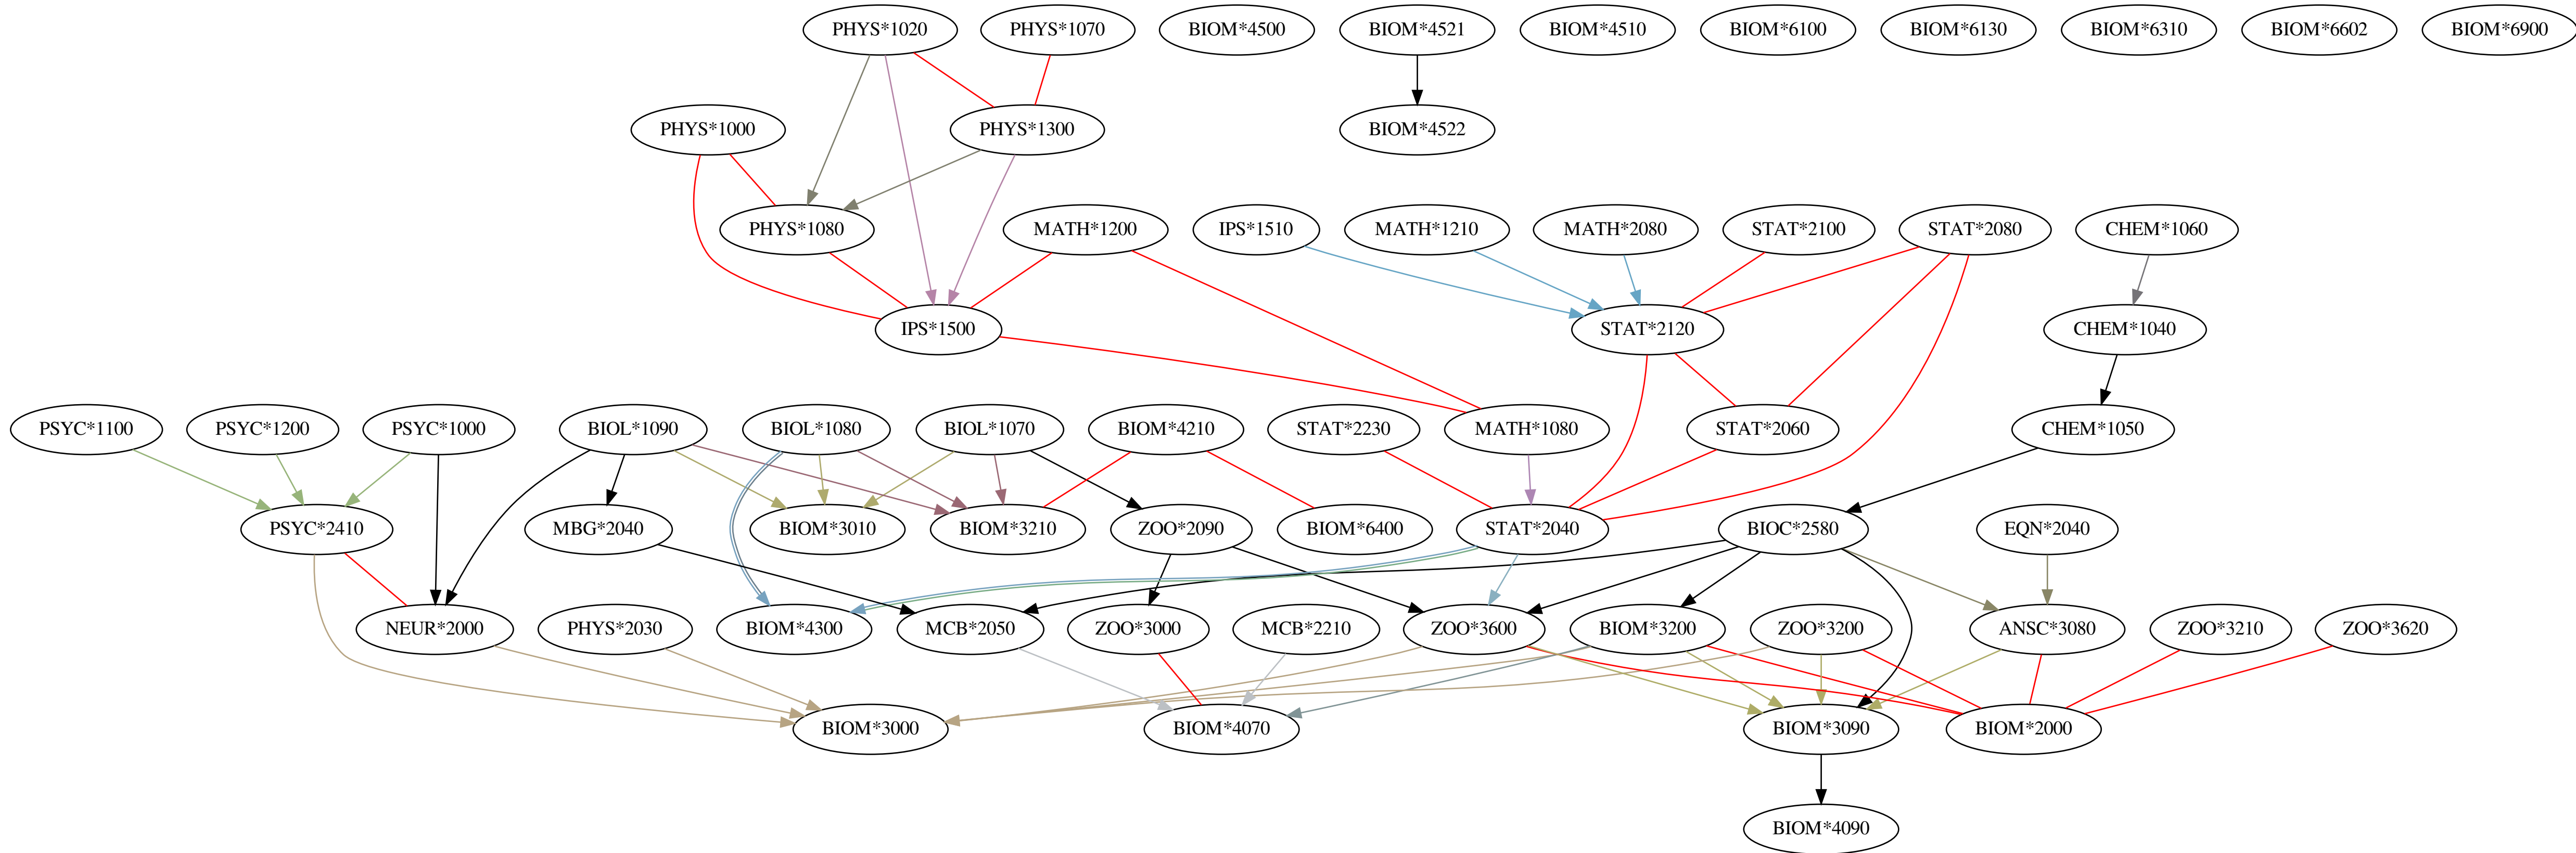 PHYS*1020 PHYS*1070 BIOM*4500 BIOM*4521 BIOM*4510 BIOM*6100 BIOM*6130 BIOM*6310 BIOM*6602 BIOM*6900
PHYS*1000 PHYS*1300 BIOM*4522
PHYS*1080 MATH*1200 IPS*1510 MATH*1210 MATH*2080 STAT*2100 STAT*2080 CHEM*1060
IPS*1500 STAT*2120 CHEM*1040
PSYC*1100 PSYC*1200 PSYC*1000 BIOL*1090 BIOL*1080 BIOL*1070 BIOM*4210 STAT*2230 MATH*1080 STAT*2060 CHEM*1050
PSYC*2410 MBG*2040 BIOM*3010 BIOM*3210 ZOO*2090 BIOM*6400 STAT*2040 BIOC*2580 EQN*2040
NEUR*2000 PHYS*2030 BIOM*4300 MCB*2050 ZOO*3000 MCB*2210 ZOO*3600 BIOM*3200 ZOO*3200 ANSC*3080 ZOO*3210 ZOO*3620
BIOM*3000 BIOM*4070 BIOM*3090 BIOM*2000
BIOM*4090